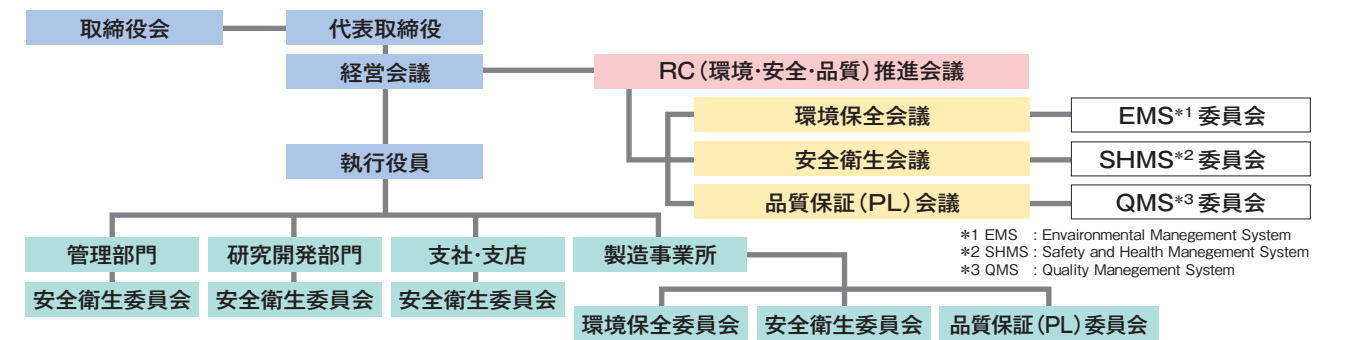 取締役会
代表取締役
経営会議
RC(環境・安全・品質)推進会議
環境保全会議
EMS*1 委員会
執行役員
安全衛生会議
SHMS*2 委員会
品質保証(PL)会議
QMS*3 委員会
*1 EMS : Envaironmental Manegement System
*2 SHMS : Safety and Health Management System
*3 QMS : Quality Manegement System
管理部門
研究開発部門
支社・支店
製造事業所
安全衛生委員会
安全衛生委員会
安全衛生委員会
環境保全委員会
安全衛生委員会
品質保証(PL)委員会